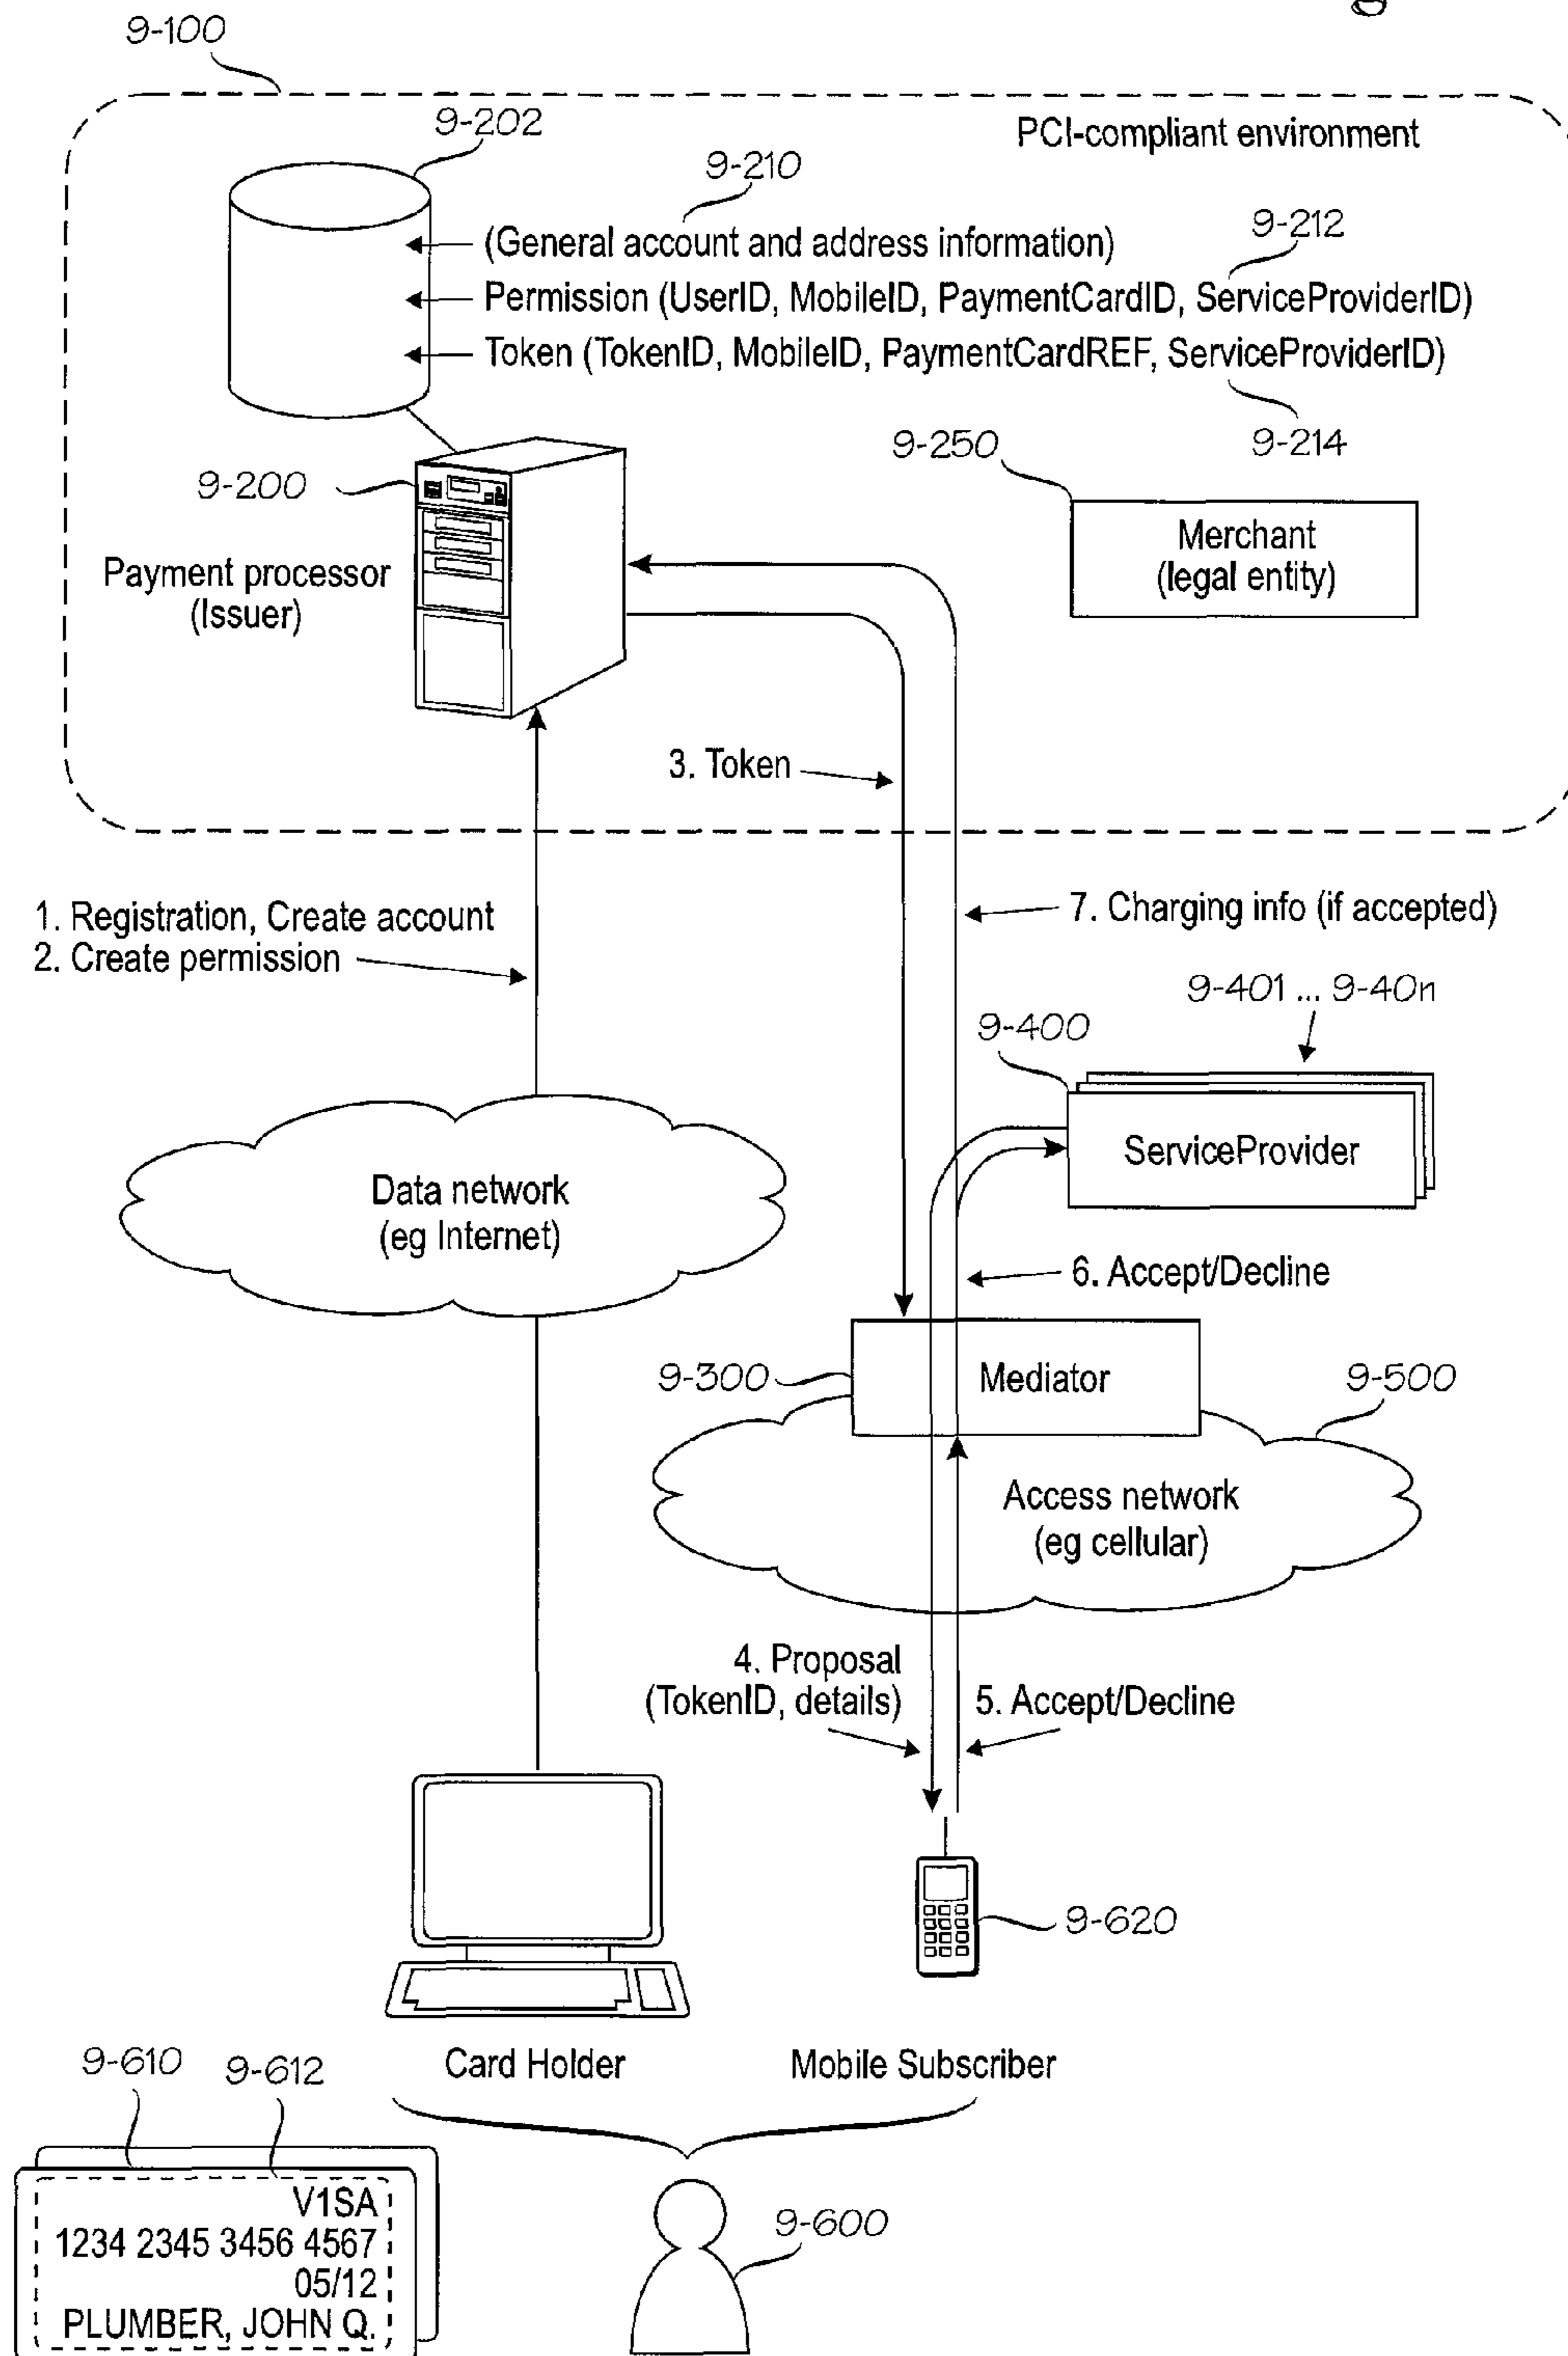 9-100
PCI-compliant environment
9-202
9-210
(General account and address information)
9-212
Permission (UserID, MobileID, PaymentCardID, ServiceProviderID)
Token (TokenID, MobileID, PaymentCardREF, ServiceProviderID)
9-214
9-250
9-200
Merchant
(legal entity)
Payment processor
(Issuer)
3. Token
1. Registration, Create account
2. Create permission
7. Charging info (if accepted)
9-401 ... 9-40n
9-400
ServiceProvider
Data network
(eg Internet)
6. Accept/Decline
9-300
Mediator
9-500
Access network
(eg cellular)
4. Proposal
(TokenID, details)
5. Accept/Decline
9-620
Card Holder
Mobile Subscriber
9-610
9-612
V1SA
1234 2345 3456 4567
05/12
PLUMBER, JOHN Q.
9-600